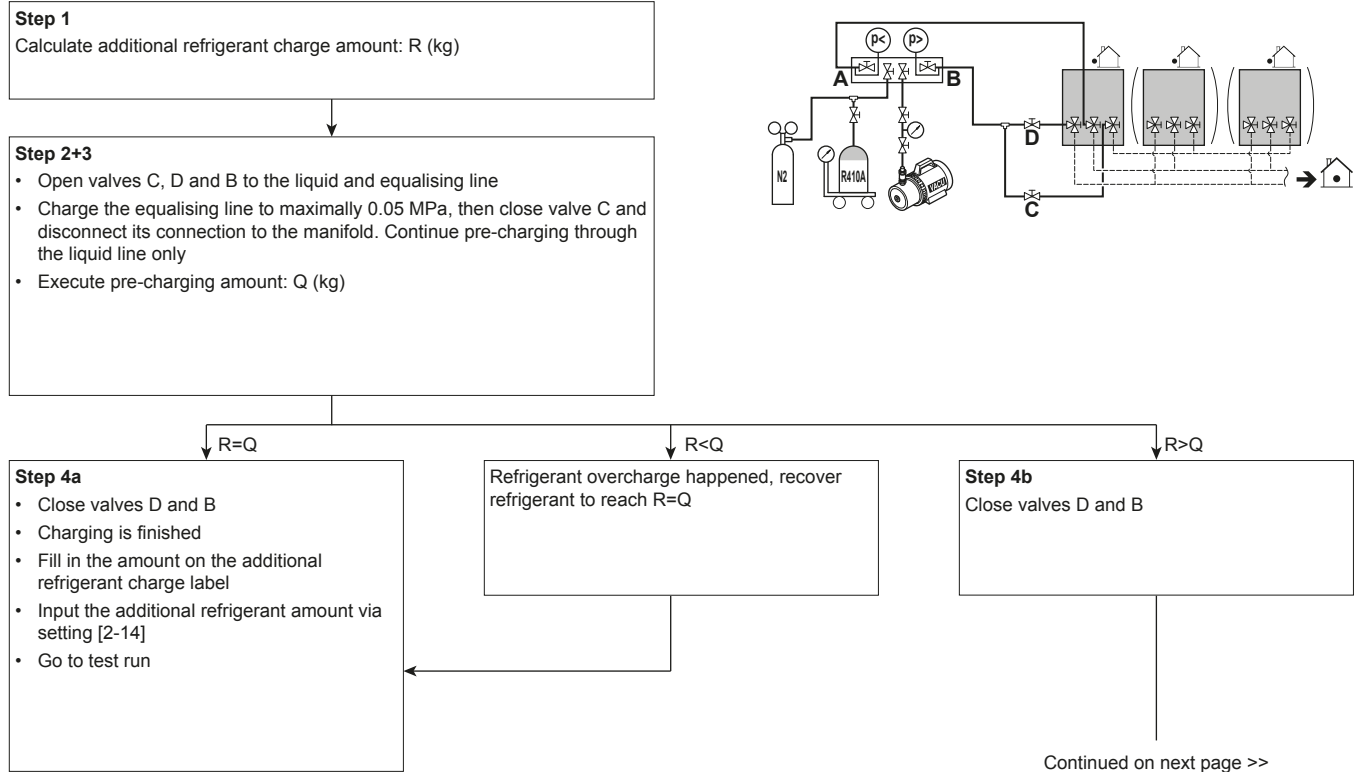 Step 1
Calculate additional refrigerant charge amount: R (kg)
Step 2+3
• Open valves C, D and B to the liquid and equalising line
• Charge the equalising line to maximally 0.05 MPa, then close valve C and
disconnect its connection to the manifold. Continue pre-charging through
the liquid line only
• Execute pre-charging amount: Q (kg)
p<
p>
A
B
D
C
N2
R410A
R=Q
R<Q
R>Q
Step 4a
• Close valves D and B
• Charging is finished
• Fill in the amount on the additional
refrigerant charge label
• Input the additional refrigerant amount via
setting [2-14]
• Go to test run
Refrigerant overcharge happened, recover
refrigerant to reach R=Q
Step 4b
Close valves D and B
Continued on next page >>